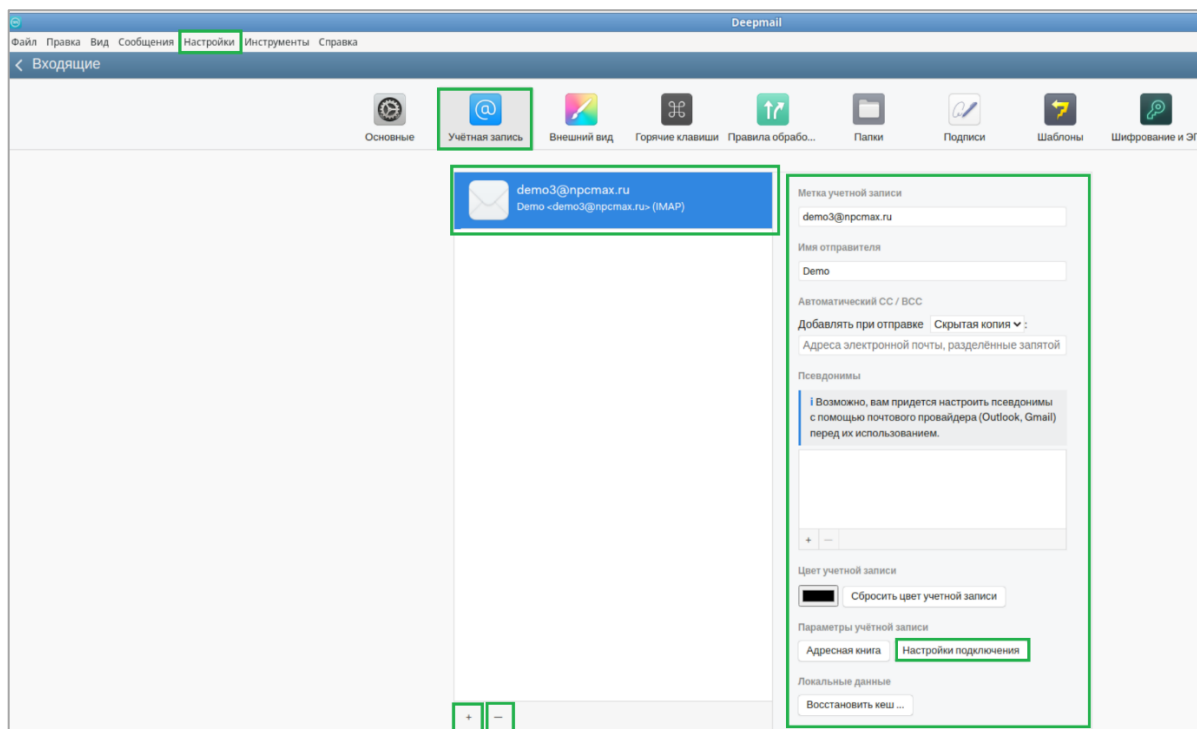 Deepmail
Файл Правка Вид Сообщения Настройки Инструменты Справка
Входящие
Основные Учётная запись Внешний вид Горячие клавиши Правила обрабо... Папки Подписи Шаблоны Шифрование и ЭП
demo3@npcmax.ru
Demo <demo3@npcmax.ru> (IMAP)
Метка учетной записи
demo3@npcmax.ru
Имя отправителя
Demo
Автоматический CC / BCC
Добавлять при отправке Скрытая копия :
Адреса электронной почты, разделённые запятой
Псевдонимы
i Возможно, вам придется настроить псевдонимы
с помощью почтового провайдера (Outlook, Gmail)
перед их использованием.
+ —
Цвет учетной записи
Сбросить цвет учетной записи
Параметры учётной записи
Адресная книга Настройки подключения
Локальные данные
Восстановить кеш ...
+ —